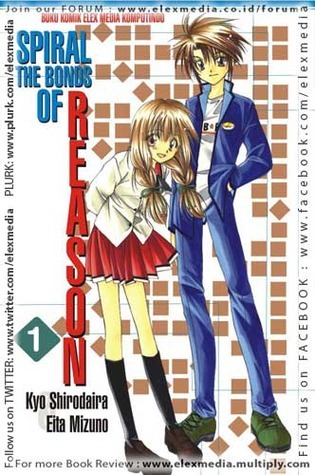 Join our FORUM : www.elexmedia.co.id/forum
BUKU KOMIK ELEX MEDIA KOMPUTINDO
SPIRAL
THE BONDS
OF
REASON
1
Kyo Shirodaira
Eita Mizuno
Follow us on TWITTER: www.twitter.com/elexmedia PLURK: www.plurk.com/elexmedia
Find us on FACEBOOK : www.facebook.com/elexmedia
For more Book Review : www.elexmedia.multiply.com